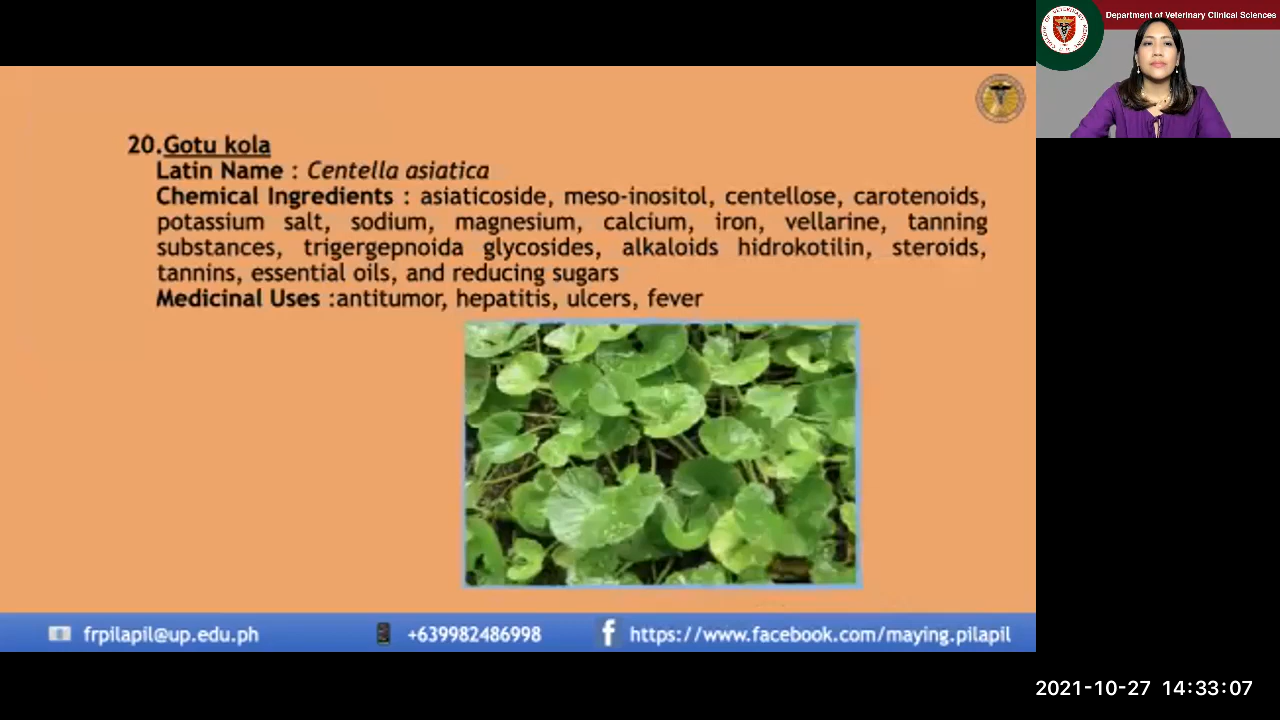 Department of Veterinary Clinical Sciences
20.Gotu kola
Latin Name : Centella asiatica
Chemical Ingredients : asiaticoside, meso-inositol, centellose, carotenoids,
potassium salt, sodium, magnesium, calcium, iron, vellarine, tanning
substances, trigergepnoida glycosides, alkaloids hidrokotilin, steroids,
tannins, essential oils, and reducing sugars
Medicinal Uses :antitumor, hepatitis, ulcers, fever
frpilapil@up.edu.ph
+639982486998
https://www.facebook.com/maying.pilapil
2021-10-27 14:33:07